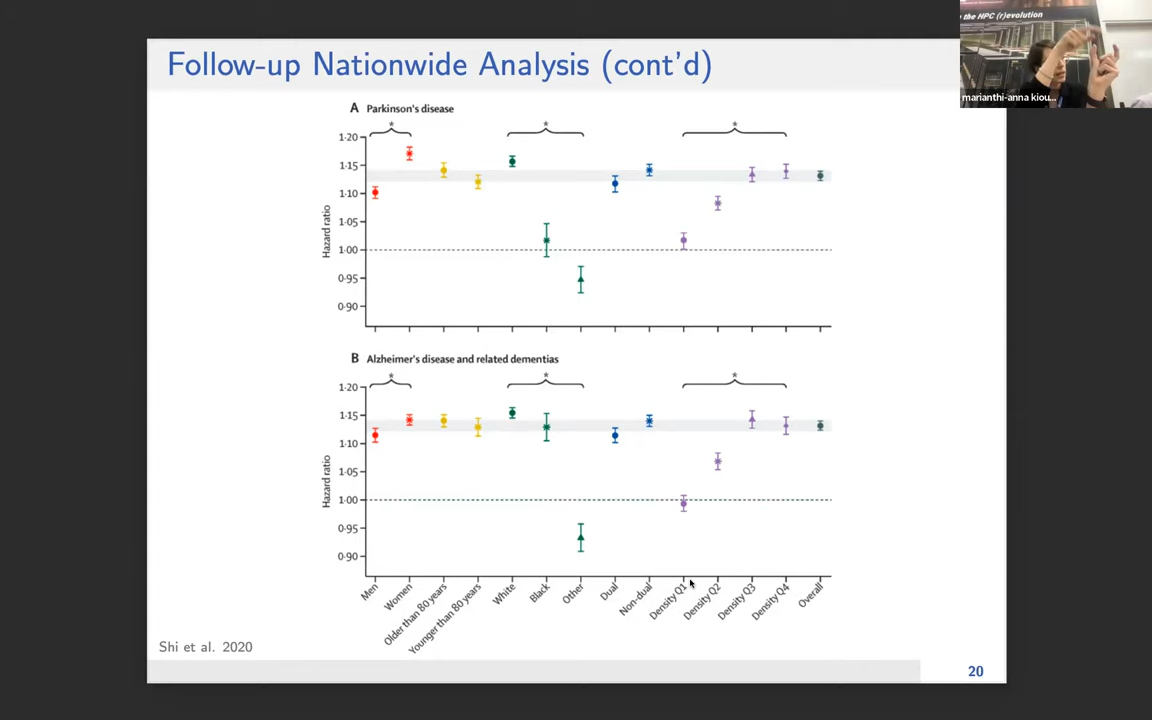 Follow-up Nationwide Analysis (cont'd)
the HPC (r)evolution
marianthi-anna kiou...
A Parkinson's disease
*
*
*
1·20
1·15
1·10
1·05
1·00
0·95
0·90
Hazard ratio
B Alzheimer's disease and related dementias
*
*
*
1·20
1·15
1·10
1·05
1·00
0·95
0·90
Hazard ratio
Men
Women
Older than 80 years
Younger than 80 years
White
Black
Other
Dual
Non-dual
Density Q1
Density Q2
Density Q3
Density Q4
Overall
Shi et al. 2020
20